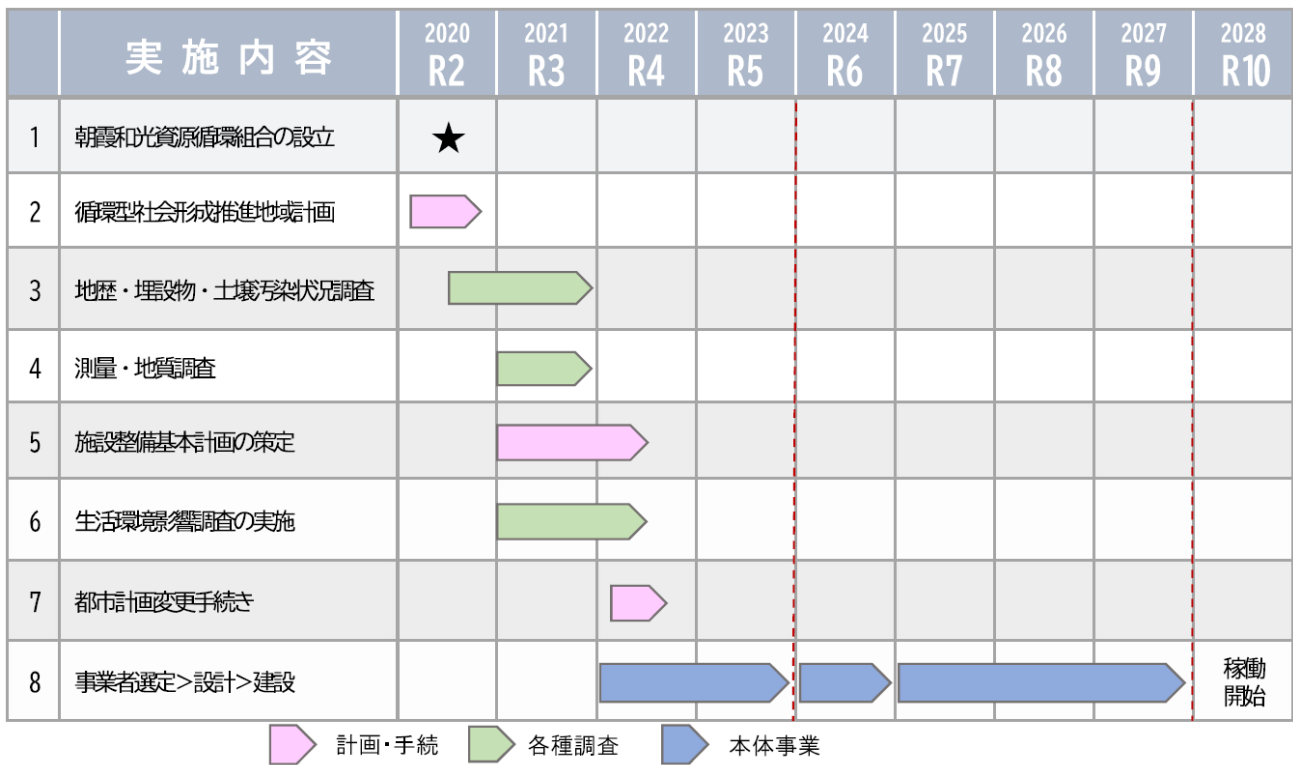 実施内容 2020 R2 2021 R3 2022 R4 2023 R5 2024 R6 2025 R7 2026 R8 2027 R9 2028 R10
1 朝霞和光資源循環組合の設立 ★
2 循環型社会形成推進地域計画
3 地歴・埋設物・土壌汚染状況調査
4 測量・地質調査
5 施設整備基本計画の策定
6 生活環境影響調査の実施
7 都市計画変更手続き
8 事業者選定>設計>建設 稼働開始
計画・手続 各種調査 本体事業